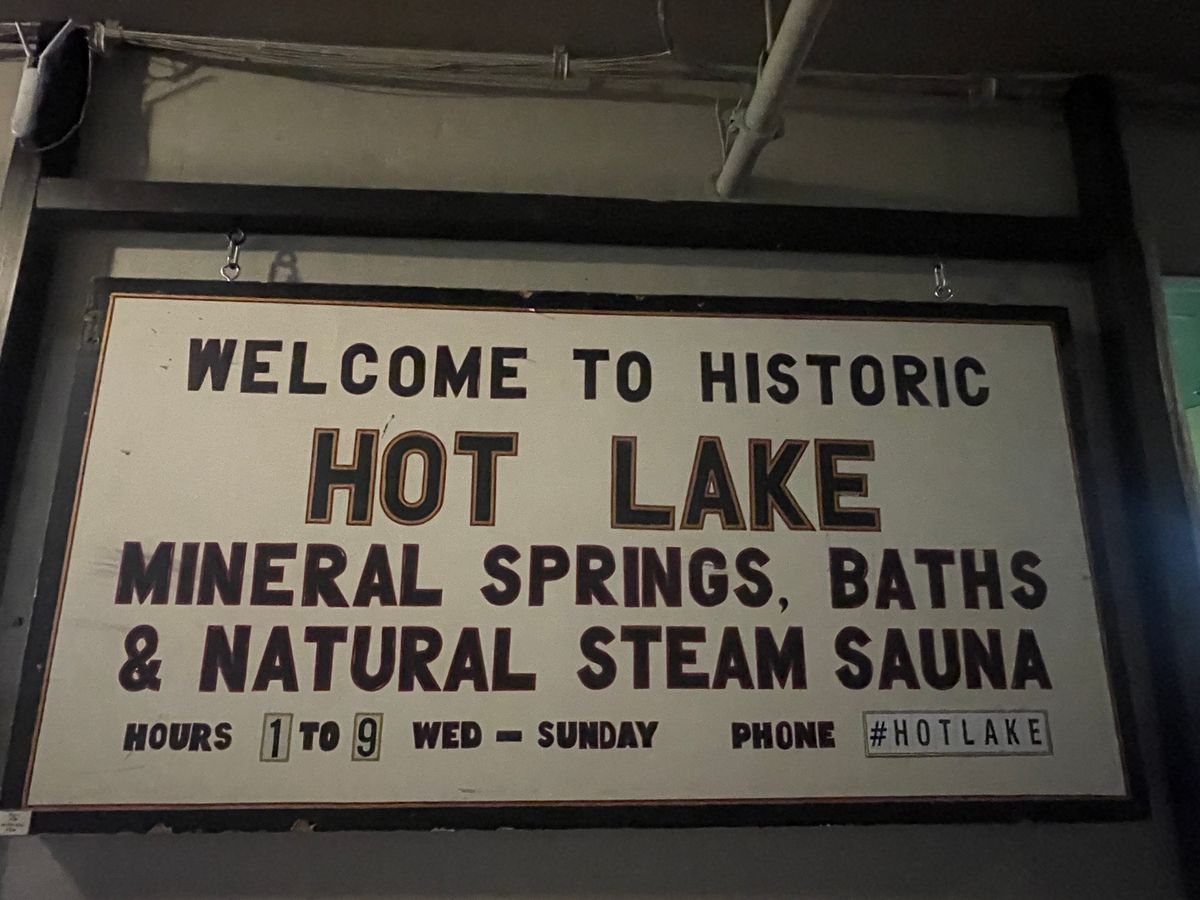 WELCOME TO HISTORIC
HOT LAKE
MINERAL SPRINGS, BATHS
& NATURAL STEAM SAUNA
HOURS 1 TO 9 WED – SUNDAY PHONE #HOTLAKE